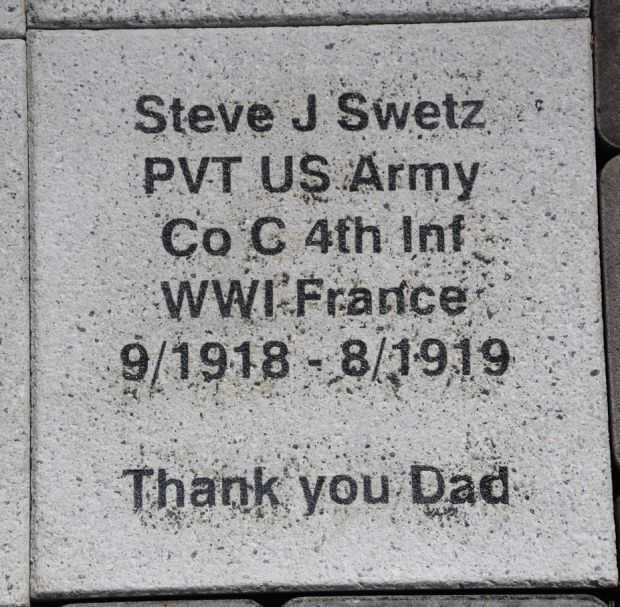 Steve J Swetz
PVT US Army
Co C 4th Inf
WWI France
9/1918 - 8/1919
Thank you Dad